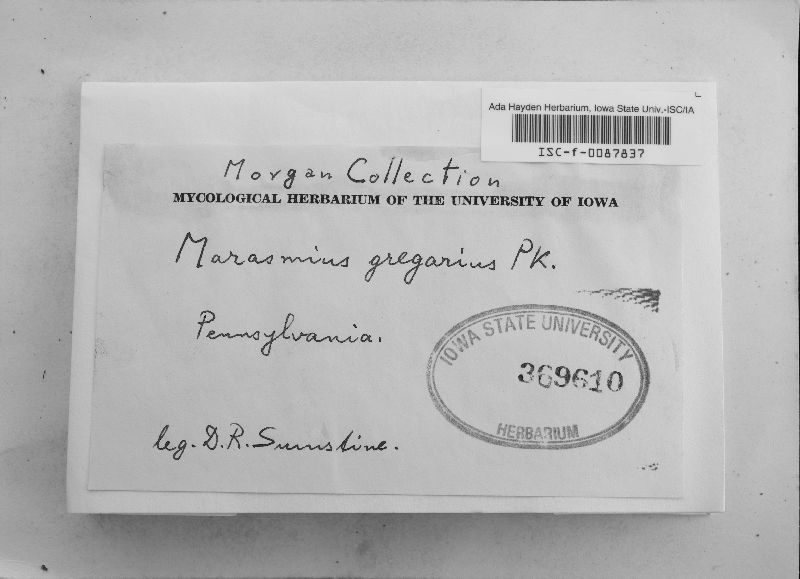 Ada Hayden Herbarium, Iowa State Univ.-ISC/IA
ISC-f-0087837
Morgan Collection
MYCOLOGICAL HERBARIUM OF THE UNIVERSITY OF IOWA
Marasmius gregarius PK.
Pennsylvania.
IOWA STATE UNIVERSITY
369610
HERBARIUM
leg. D.R. Sumstine.